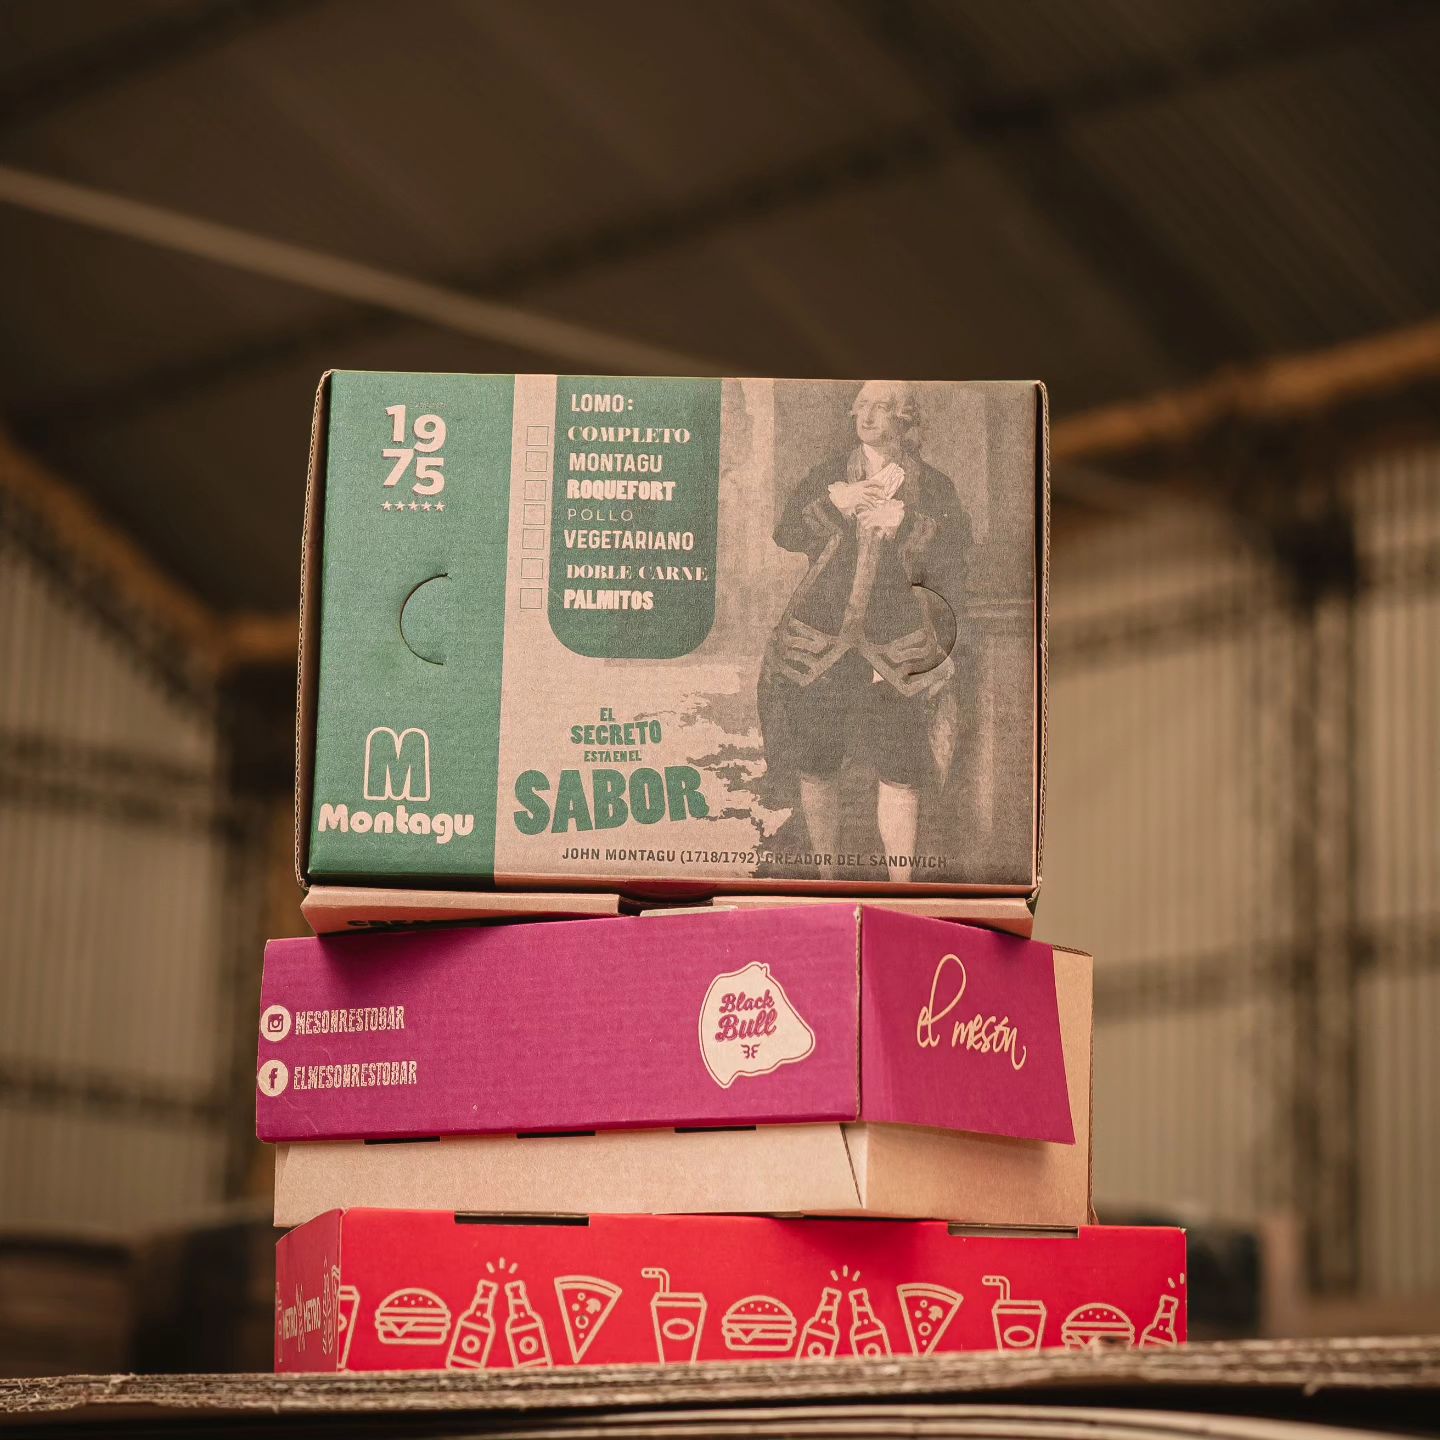 19
75
LOMO:
COMPLETO
MONTAGU
ROQUEFORT
POLLO
VEGETARIANO
DOBLE CARNE
PALMITOS
EL
SECRETO
ESTA EN EL
SABOR
M
Montagu
JOHN MONTAGU (1718/1792) CREADOR DEL SANDWICH
MESONRESTOBAR
ELMESONRESTOBAR
Black
Bull
el mesón
METRO